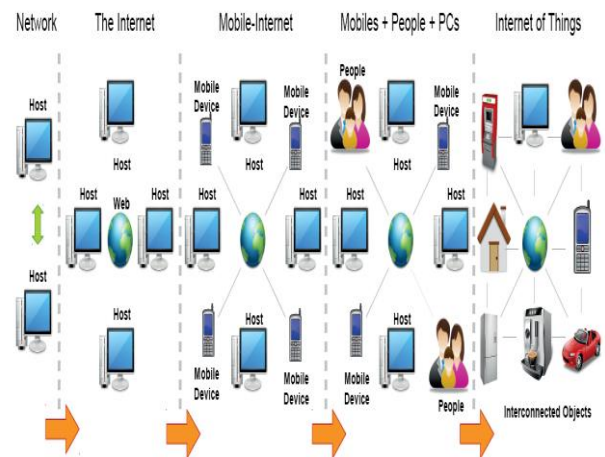 Network
The Internet
Mobile-Internet
Mobiles + People + PCs
Internet of Things
Host
Host
Host
Host
Web
Host
Host
Mobile
Device
Mobile
Device
Host
Host
Host
Host
Mobile
Device
Mobile
Device
People
Mobile
Device
Host
Host
Host
Host
Mobile
Device
People
Interconnected Objects